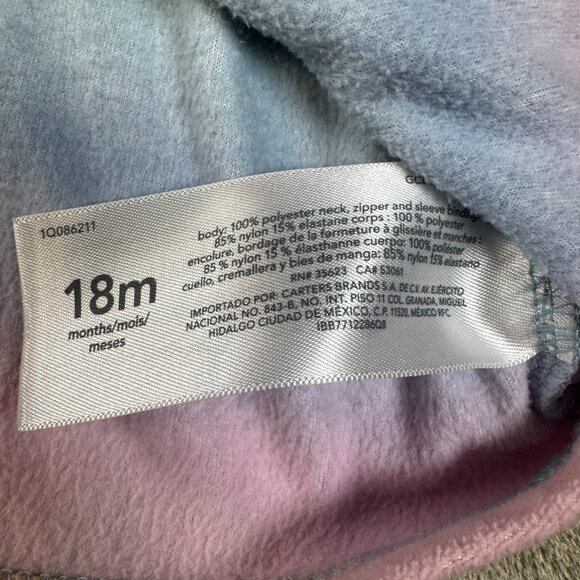 1Q086211
18m
months/mois/
meses
body: 100% polyester neck, zipper and sleeve binding
85% nylon 15% elastane corps : 100 % polyester
encolure, bordage de la fermeture à glissière et manches :
85 % nylon 15 % élasthanne cuerpo: 100% poliéster
cuello, cremallera y bies de manga: 85% nylon 15% elastano
RN# 35623 CA# 53061
IMPORTADO POR: CARTERS BRANDS S.A. DE C.V. AV. EJÉRCITO
NACIONAL NO. 843-B, NO. INT. PISO 11 COL. GRANADA, MIGUEL
HIDALGO CIUDAD DE MÉXICO, C.P. 11520, MÉXICO RFC.
IBB7712286Q8